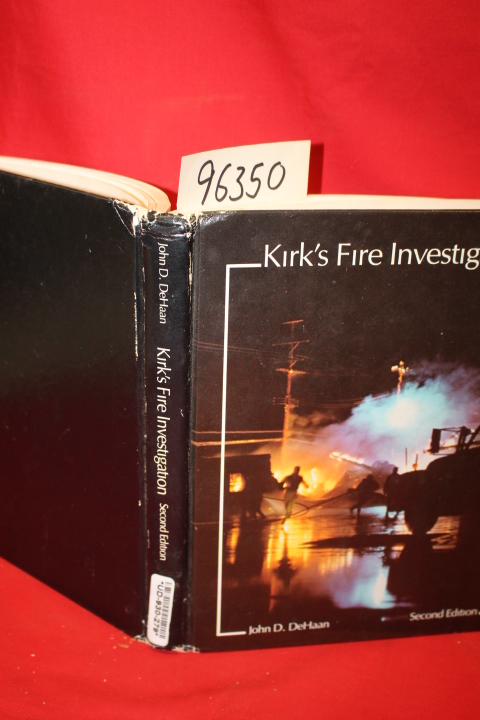 96350
John D. DeHaan
Kirk's Fire Investigation
Second Edition
Kirk's Fire Investig
John D. DeHaan
Second Edition